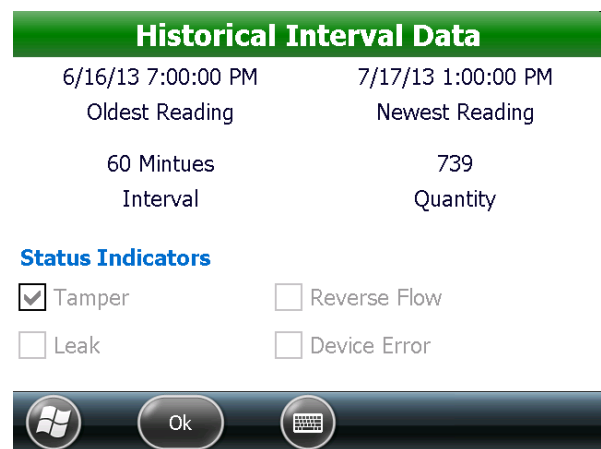 Historical Interval Data
6/16/13 7:00:00 PM 7/17/13 1:00:00 PM
Oldest Reading Newest Reading
60 Mintues 739
Interval Quantity
Status Indicators
Tamper Reverse Flow
Leak Device Error
Ok